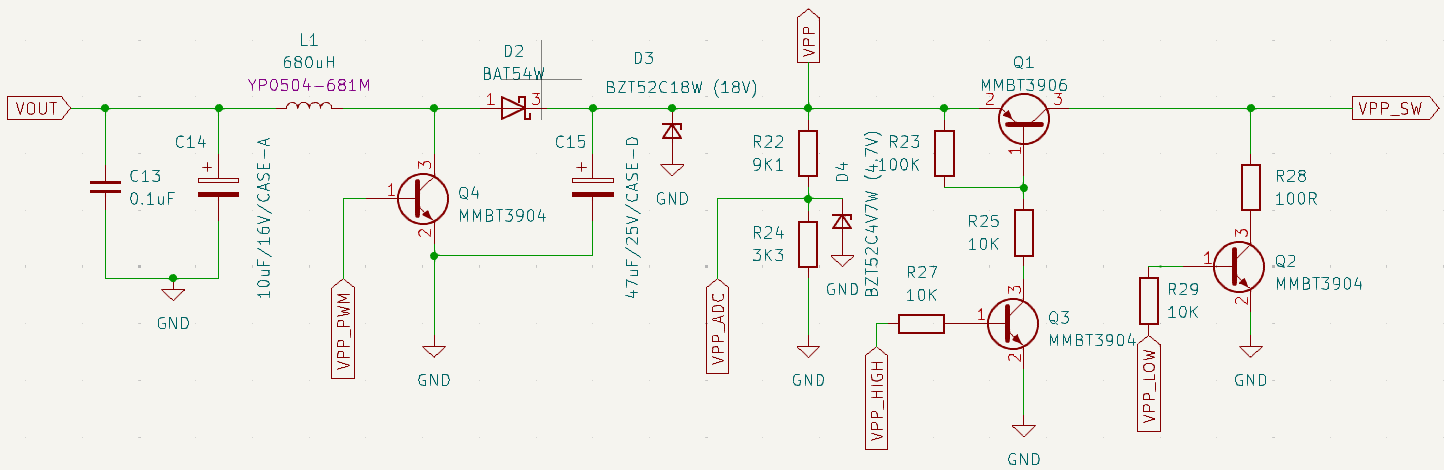 VOUT
C13
0.1uF
C14
10uF/16V/CASE-A
GND
L1
680uH
YP0504-681M
VPP_PWM
1
3
2
Q4
MMBT3904
GND
D2
BAT54W
1
3
C15
47uF/25V/CASE-D
D3
BZT52C18W (18V)
GND
VPP
R22
9K1
R24
3K3
GND
VPP_ADC
D4
BZT52C4V7W (4.7V)
GND
R23
100K
Q1
MMBT3906
2
3
1
R25
10K
R27
10K
VPP_HIGH
1
3
2
Q3
MMBT3904
GND
R28
100R
3
1
2
Q2
MMBT3904
GND
R29
10K
VPP_LOW
VPP_SW